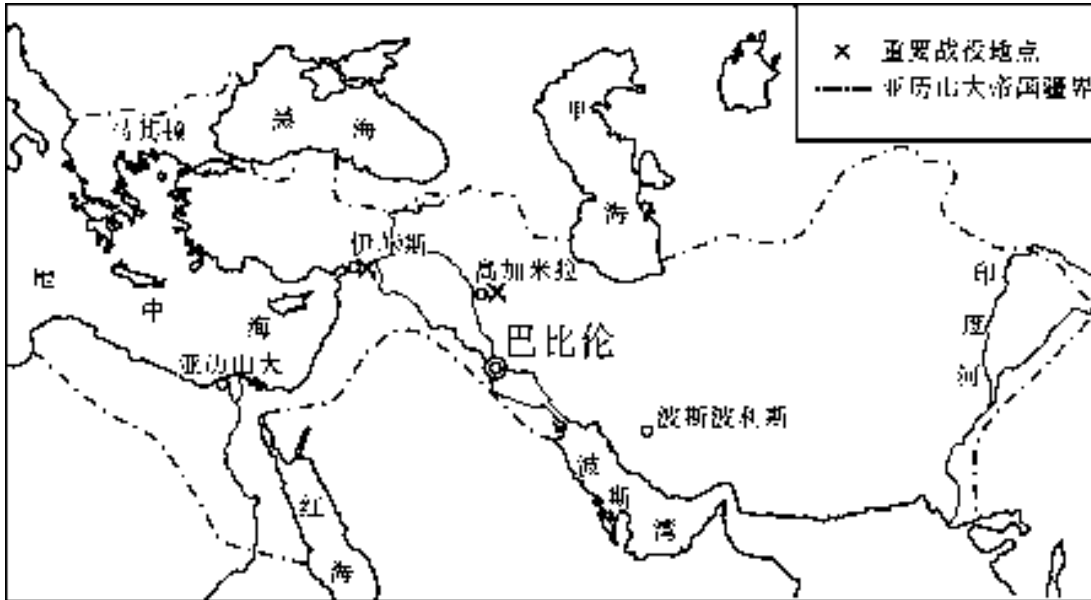 重要战役地点
亚历山大帝国疆界
黑海
里海
马其顿
伊苏斯
高加米拉
地中海
巴比伦
印度河
亚历山大
波斯波利斯
波斯湾
红海